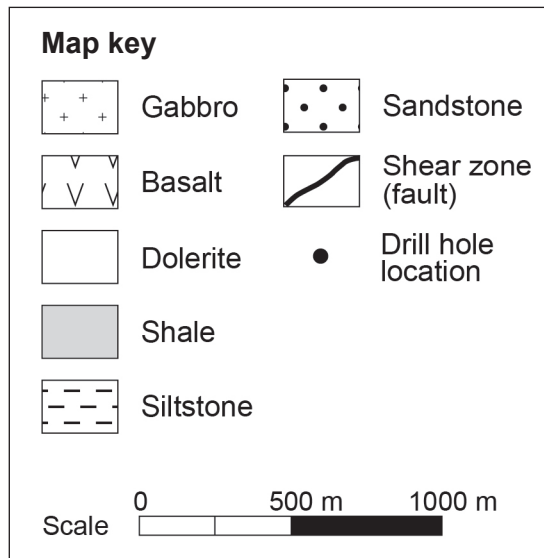 Map key
Gabbro
Basalt
Dolerite
Shale
Siltstone
Sandstone
Shear zone
(fault)
Drill hole
location
0 500 m 1000 m
Scale